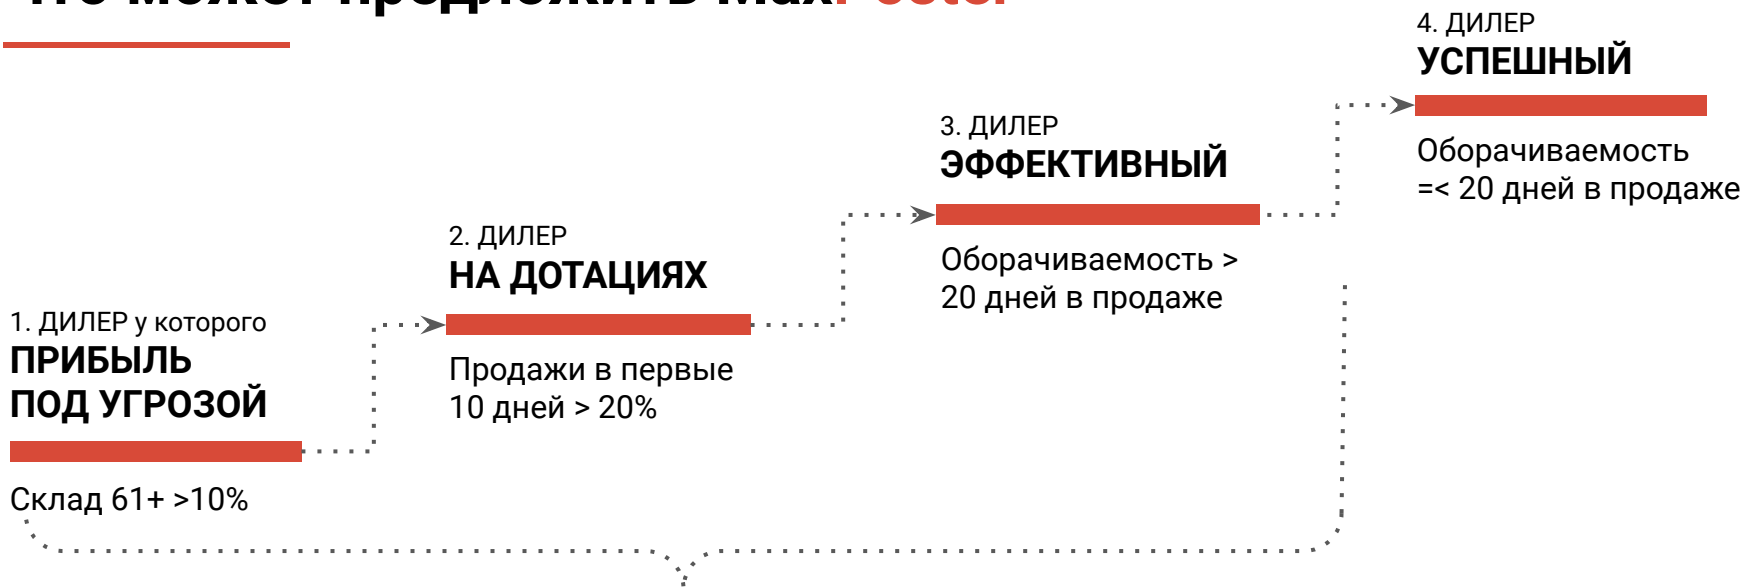 1. ДИЛЕР у которого
ПРИБЫЛЬ
ПОД УГРОЗОЙ
Склад 61+ >10%
2. ДИЛЕР
НА ДОТАЦИЯХ
Продажи в первые
10 дней > 20%
3. ДИЛЕР
ЭФФЕКТИВНЫЙ
Оборачиваемость >
20 дней в продаже
4. ДИЛЕР
УСПЕШНЫЙ
Оборачиваемость
=< 20 дней в продаже